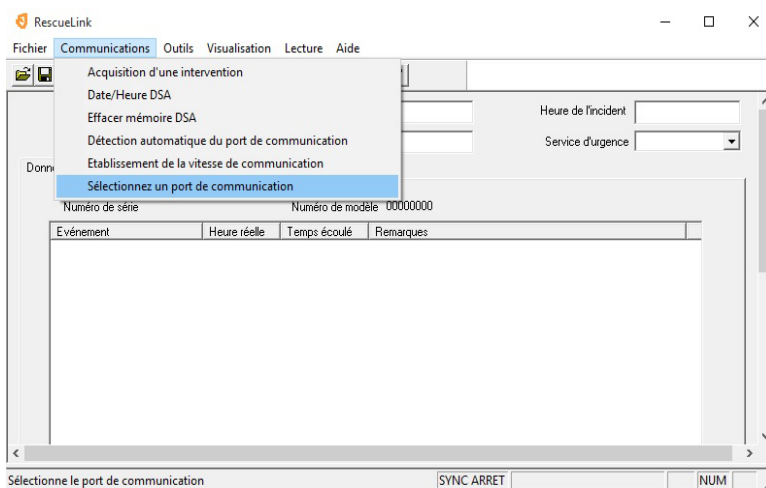 RescueLink
Fichier Communications Outils Visualisation Lecture Aide
Acquisition d'une intervention
Date/Heure DSA
Effacer mémoire DSA
Détection automatique du port de communication
Etablissement de la vitesse de communication
Sélectionnez un port de communication
Heure de l'incident
Service d'urgence
Donn
Numéro de série Numéro de modèle 00000000
Evénement Heure réelle Temps écoulé Remarques
Sélectionne le port de communication SYNC ARRET NUM